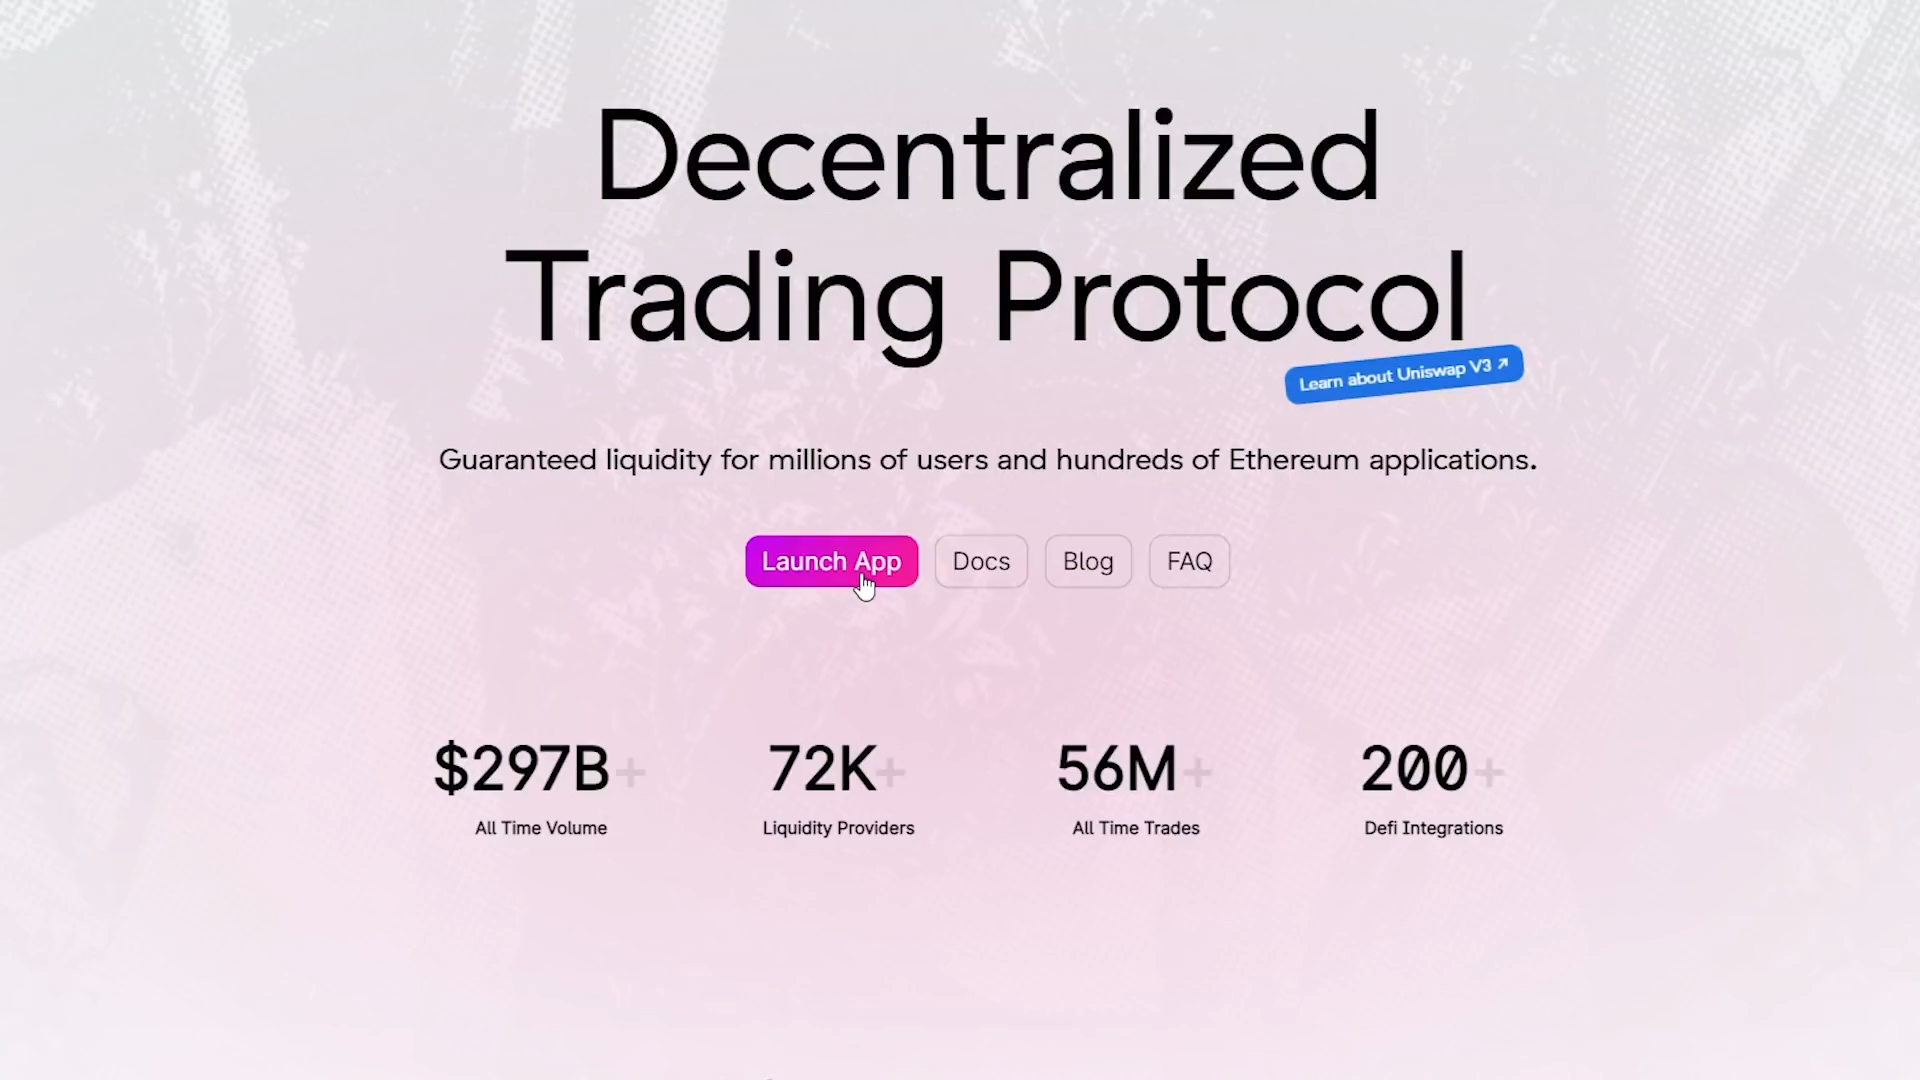 Decentralized
Trading Protocol
Learn about Uniswap V3 ↗
Guaranteed liquidity for millions of users and hundreds of Ethereum applications.
Launch App Docs Blog FAQ
$297B+ 72K+ 56M+ 200+
All Time Volume Liquidity Providers All Time Trades Defi Integrations